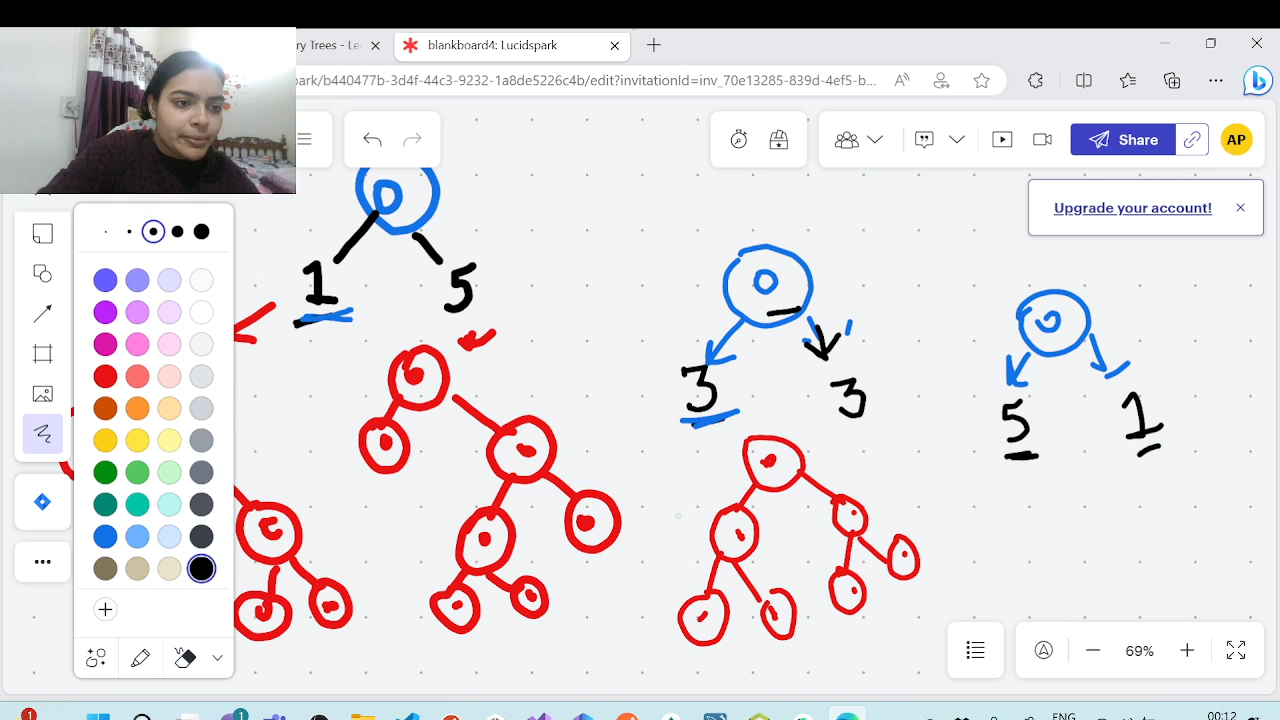 ry Trees - Le
blankboard4: Lucidspark
park/b440477b-3d4f-44c3-9232-1a8de5226c4b/edit?invitationId=inv_70e13285-839d-4ef5-b...
Share
AP
Upgrade your account!
0
1 5
0
3 3
0
5 1
69%
ENG
00:12